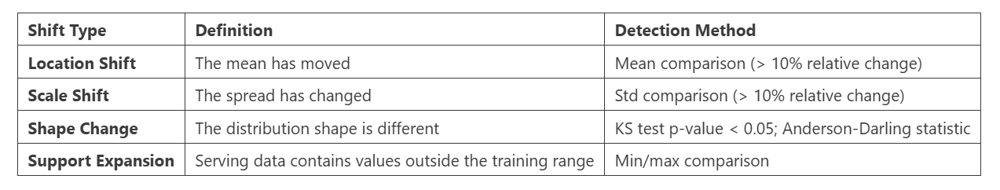 Shift Type Definition Detection Method
Location Shift The mean has moved Mean comparison (> 10% relative change)
Scale Shift The spread has changed Std comparison (> 10% relative change)
Shape Change The distribution shape is different KS test p-value < 0.05; Anderson-Darling statistic
Support Expansion Serving data contains values outside the training range Min/max comparison